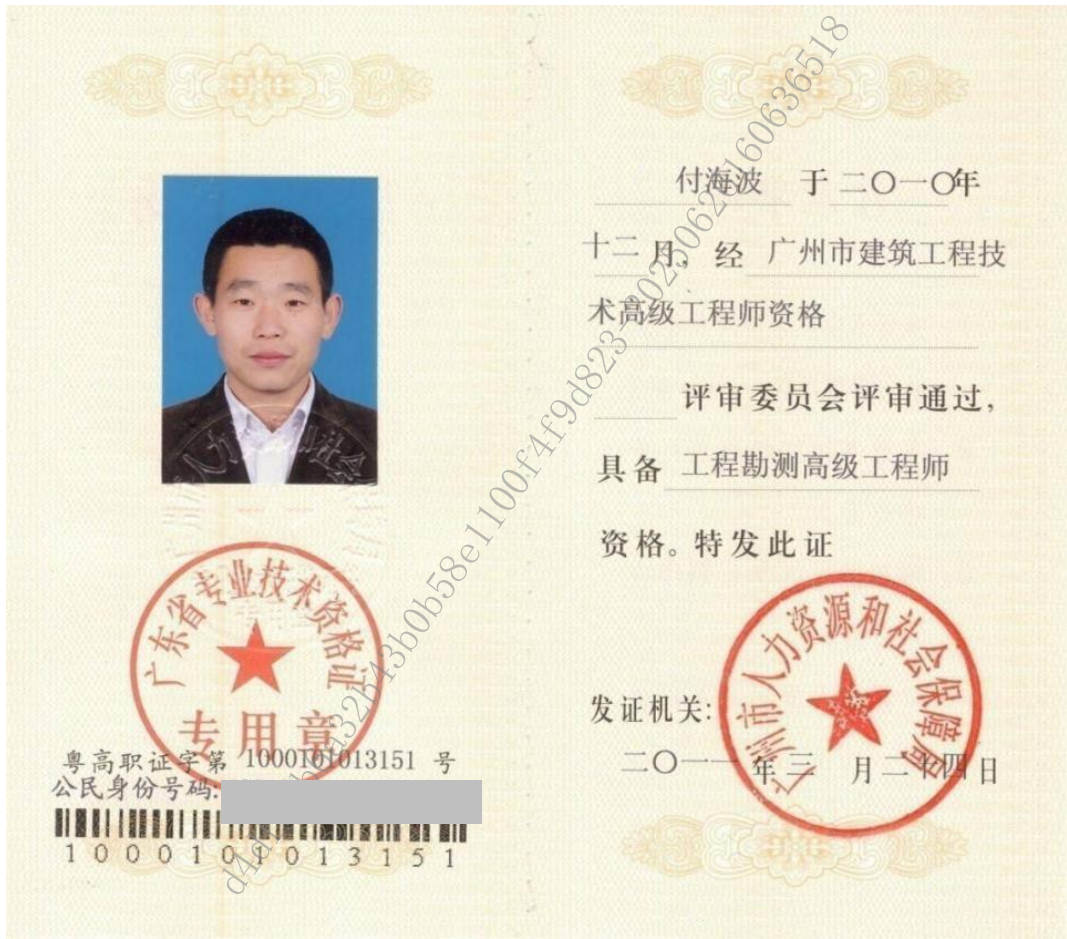 广东省专业技术资格证
专用章
粤高职证字第 1000101013151 号
公民身份号码:
1000101013151
付海波 于二〇一〇年
十二月，经 广州市建筑工程技
术高级工程师资格
评审委员会评审通过，
具备 工程勘测高级工程师
资格。特发此证
广州市人力资源和社会保障局
发证机关:
二〇一一年三月二十四日